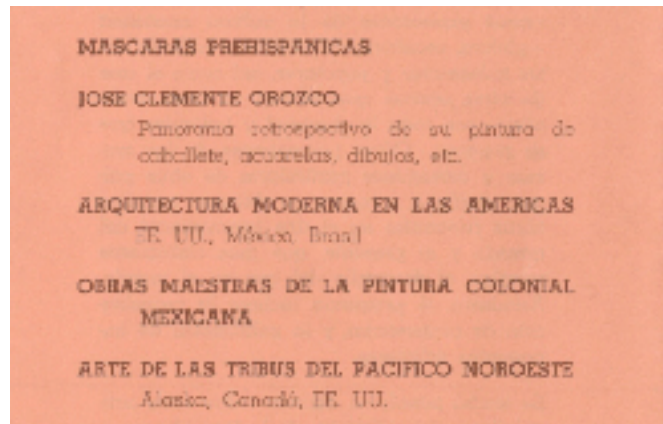 MASCARAS PREHISPANICAS
JOSE CLEMENTE OROZCO
Panorama retrospectivo de su pintura de
caballete, acuarelas, dibujos, etc.
ARQUITECTURA MODERNA EN LAS AMERICAS
EE. UU., México, Brasil
OBRAS MAESTRAS DE LA PINTURA COLONIAL
MEXICANA
ARTE DE LAS TRIBUS DEL PACIFICO NOROESTE
Alaska, Canadá, EE. UU.